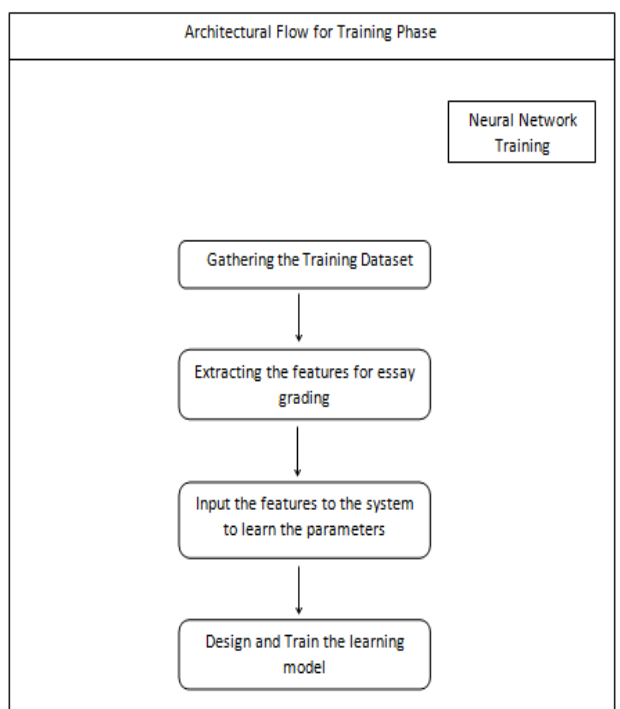 Architectural Flow for Training Phase
Neural Network
Training
Gathering the Training Dataset
Extracting the features for essay
grading
Input the features to the system
to learn the parameters
Design and Train the learning
model